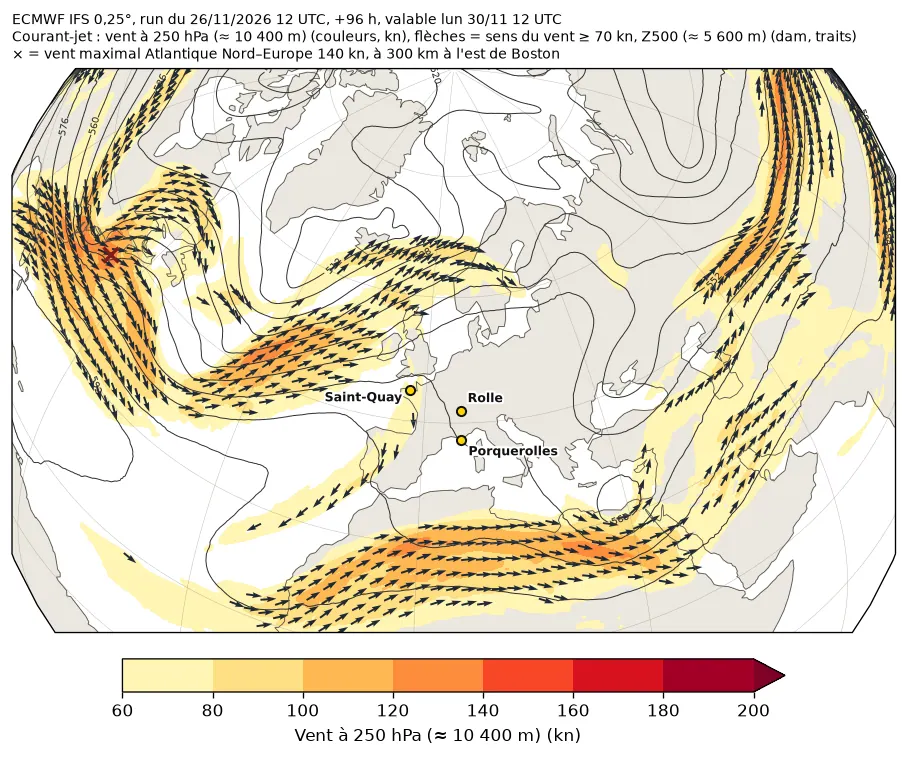 ECMWF IFS 0,25°, run du 26/11/2026 12 UTC, +96 h, valable lun 30/11 12 UTC
Courant-jet : vent à 250 hPa (≈ 10 400 m) (couleurs, kn), flèches = sens du vent ≥ 70 kn, Z500 (≈ 5 600 m) (dam, traits)
× = vent maximal Atlantique Nord–Europe 140 kn, à 300 km à l'est de Boston
576
560
Saint-Quay
Rolle
Porquerolles
560
60 80 100 120 140 160 180 200
Vent à 250 hPa (≈ 10 400 m) (kn)